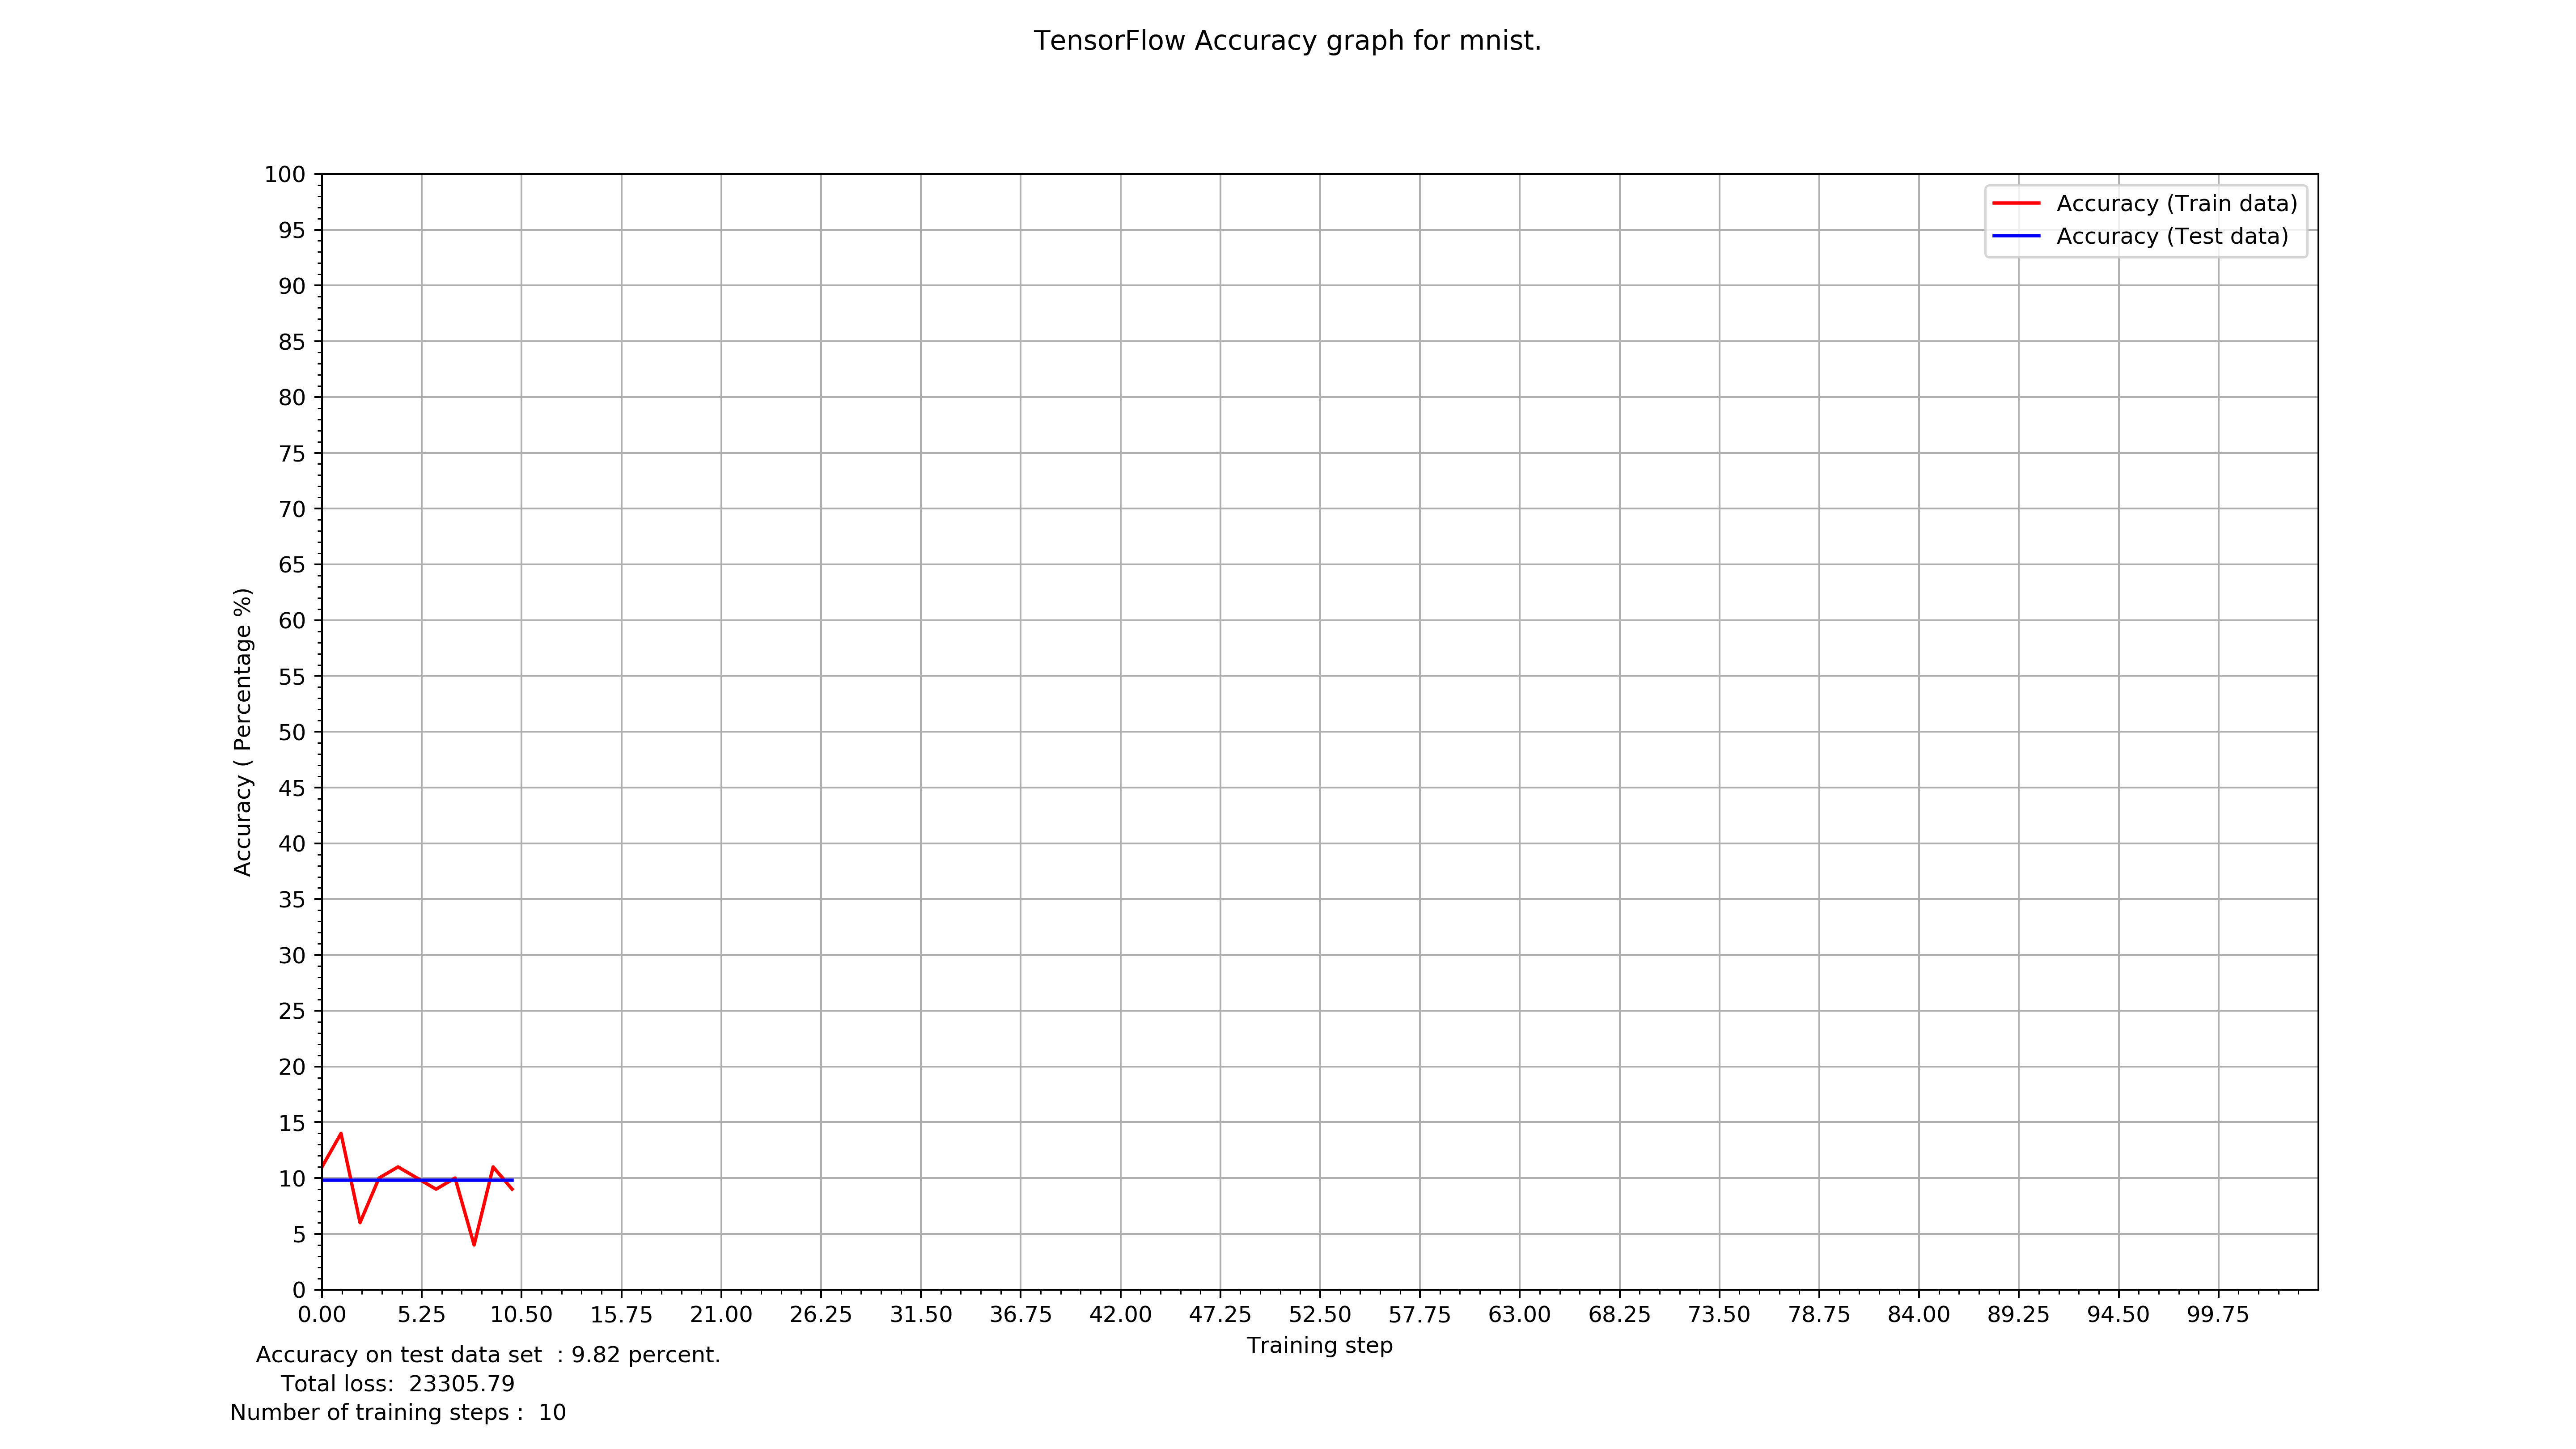 TensorFlow Accuracy graph for mnist.
Accuracy (Train data)
Accuracy (Test data)
Accuracy ( Percentage %)
100
95
90
85
80
75
70
65
60
55
50
45
40
35
30
25
20
15
10
5
0
0.00 5.25 10.50 15.75 21.00 26.25 31.50 36.75 42.00 47.25 52.50 57.75 63.00 68.25 73.50 78.75 84.00 89.25 94.50 99.75
Training step
Accuracy on test data set  : 9.82 percent.
Total loss:  23305.79
Number of training steps :  10